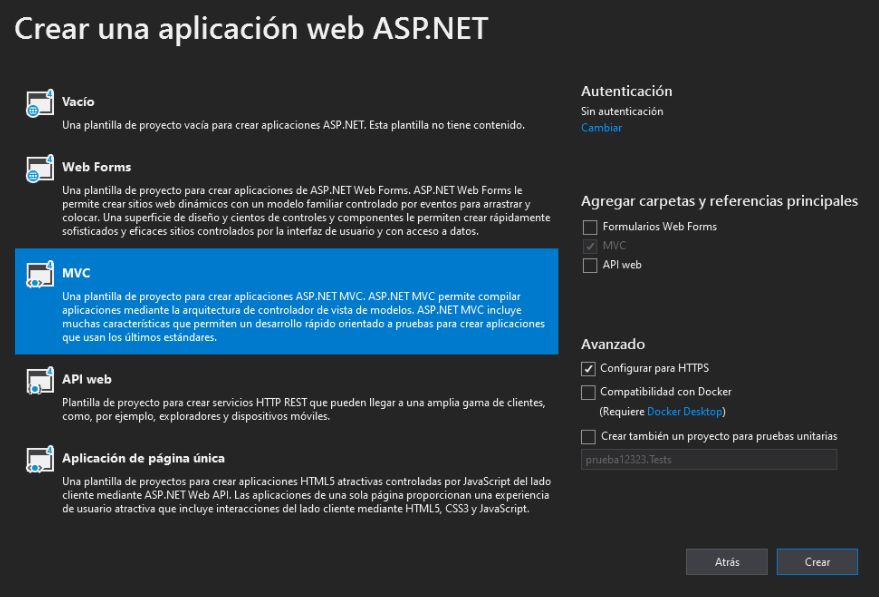 Crear una aplicación web ASP.NET
Vacío
Una plantilla de proyecto vacía para crear aplicaciones ASP.NET. Esta plantilla no tiene contenido.
Web Forms
Una plantilla de proyecto para crear aplicaciones de ASP.NET Web Forms. ASP.NET Web Forms le
permite crear sitios web dinámicos con un modelo familiar controlado por eventos para arrastrar y
colocar. Una superficie de diseño y cientos de controles y componentes le permiten crear rápidamente
sofisticados y eficaces sitios controlados por la interfaz de usuario y con acceso a datos.
MVC
Una plantilla de proyecto para crear aplicaciones ASP.NET MVC. ASP.NET MVC permite compilar
aplicaciones mediante la arquitectura de controlador de vista de modelos. ASP.NET MVC incluye
muchas características que permiten un desarrollo rápido orientado a pruebas para crear aplicaciones
que usan los últimos estándares.
API web
Plantilla de proyecto para crear servicios HTTP REST que pueden llegar a una amplia gama de clientes,
como, por ejemplo, exploradores y dispositivos móviles.
Aplicación de página única
Una plantilla de proyectos para crear aplicaciones HTML5 atractivas controladas por JavaScript del lado
cliente mediante ASP.NET Web API. Las aplicaciones de una sola página proporcionan una experiencia
de usuario atractiva que incluye interacciones del lado cliente mediante HTML5, CSS3 y JavaScript.
Autenticación
Sin autenticación
Cambiar
Agregar carpetas y referencias principales
Formularios Web Forms
MVC
API web
Avanzado
Configurar para HTTPS
Compatibilidad con Docker
(Requiere Docker Desktop)
Crear también un proyecto para pruebas unitarias
prueba12323.Tests
Atrás
Crear